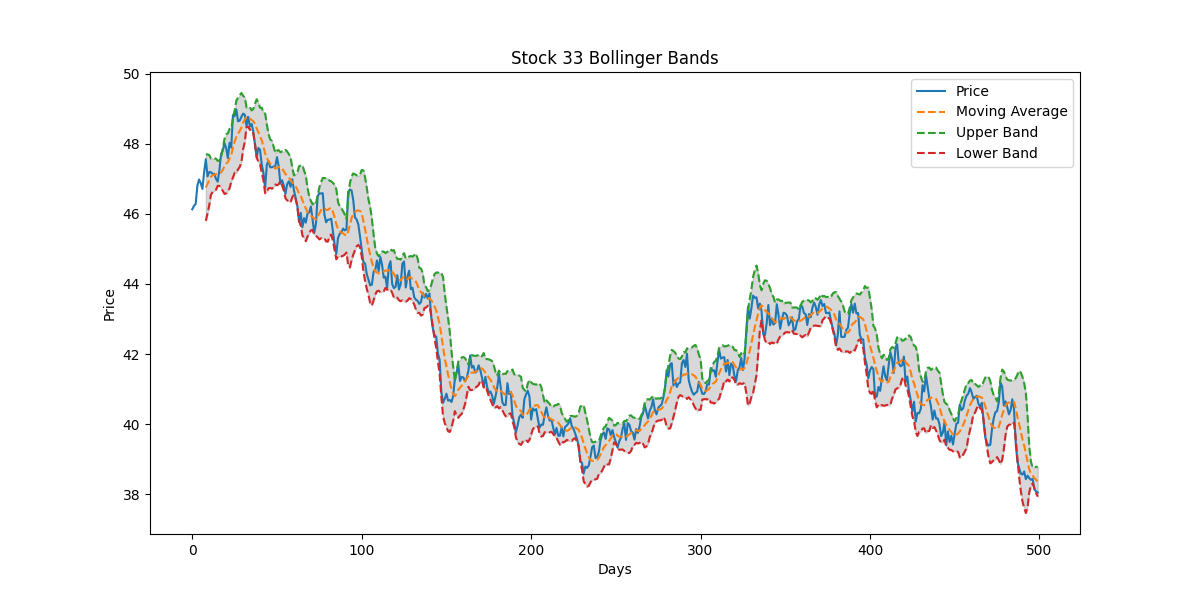 Stock 33 Bollinger Bands
Price
Moving Average
Upper Band
Lower Band
50
48
46
44
42
40
38
Price
0 100 200 300 400 500
Days